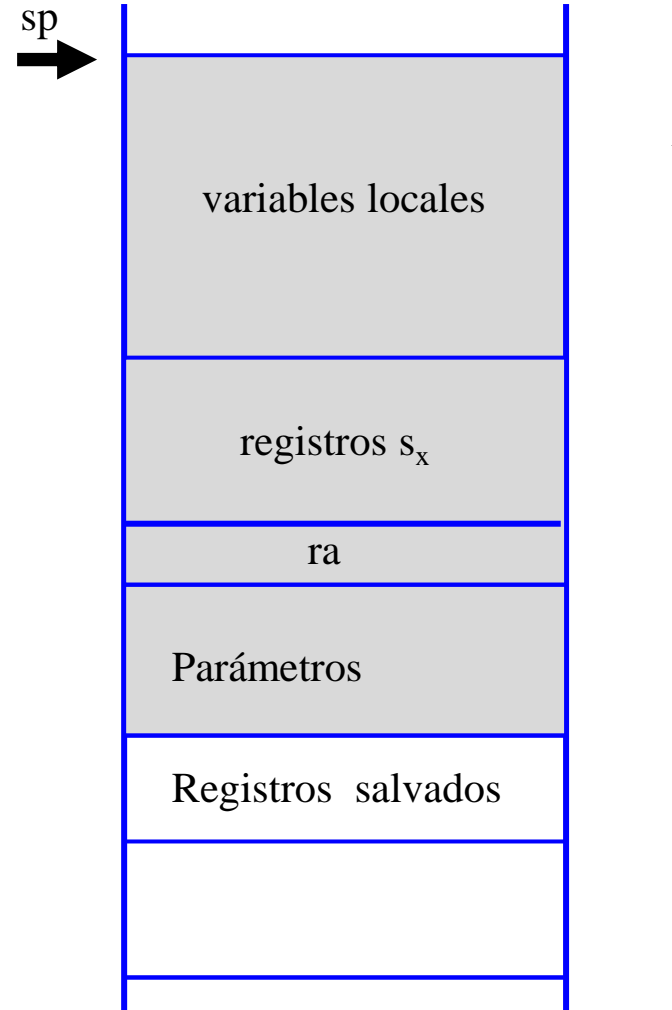 sp
variables locales
registros sₓ
ra
Parámetros
Registros salvados